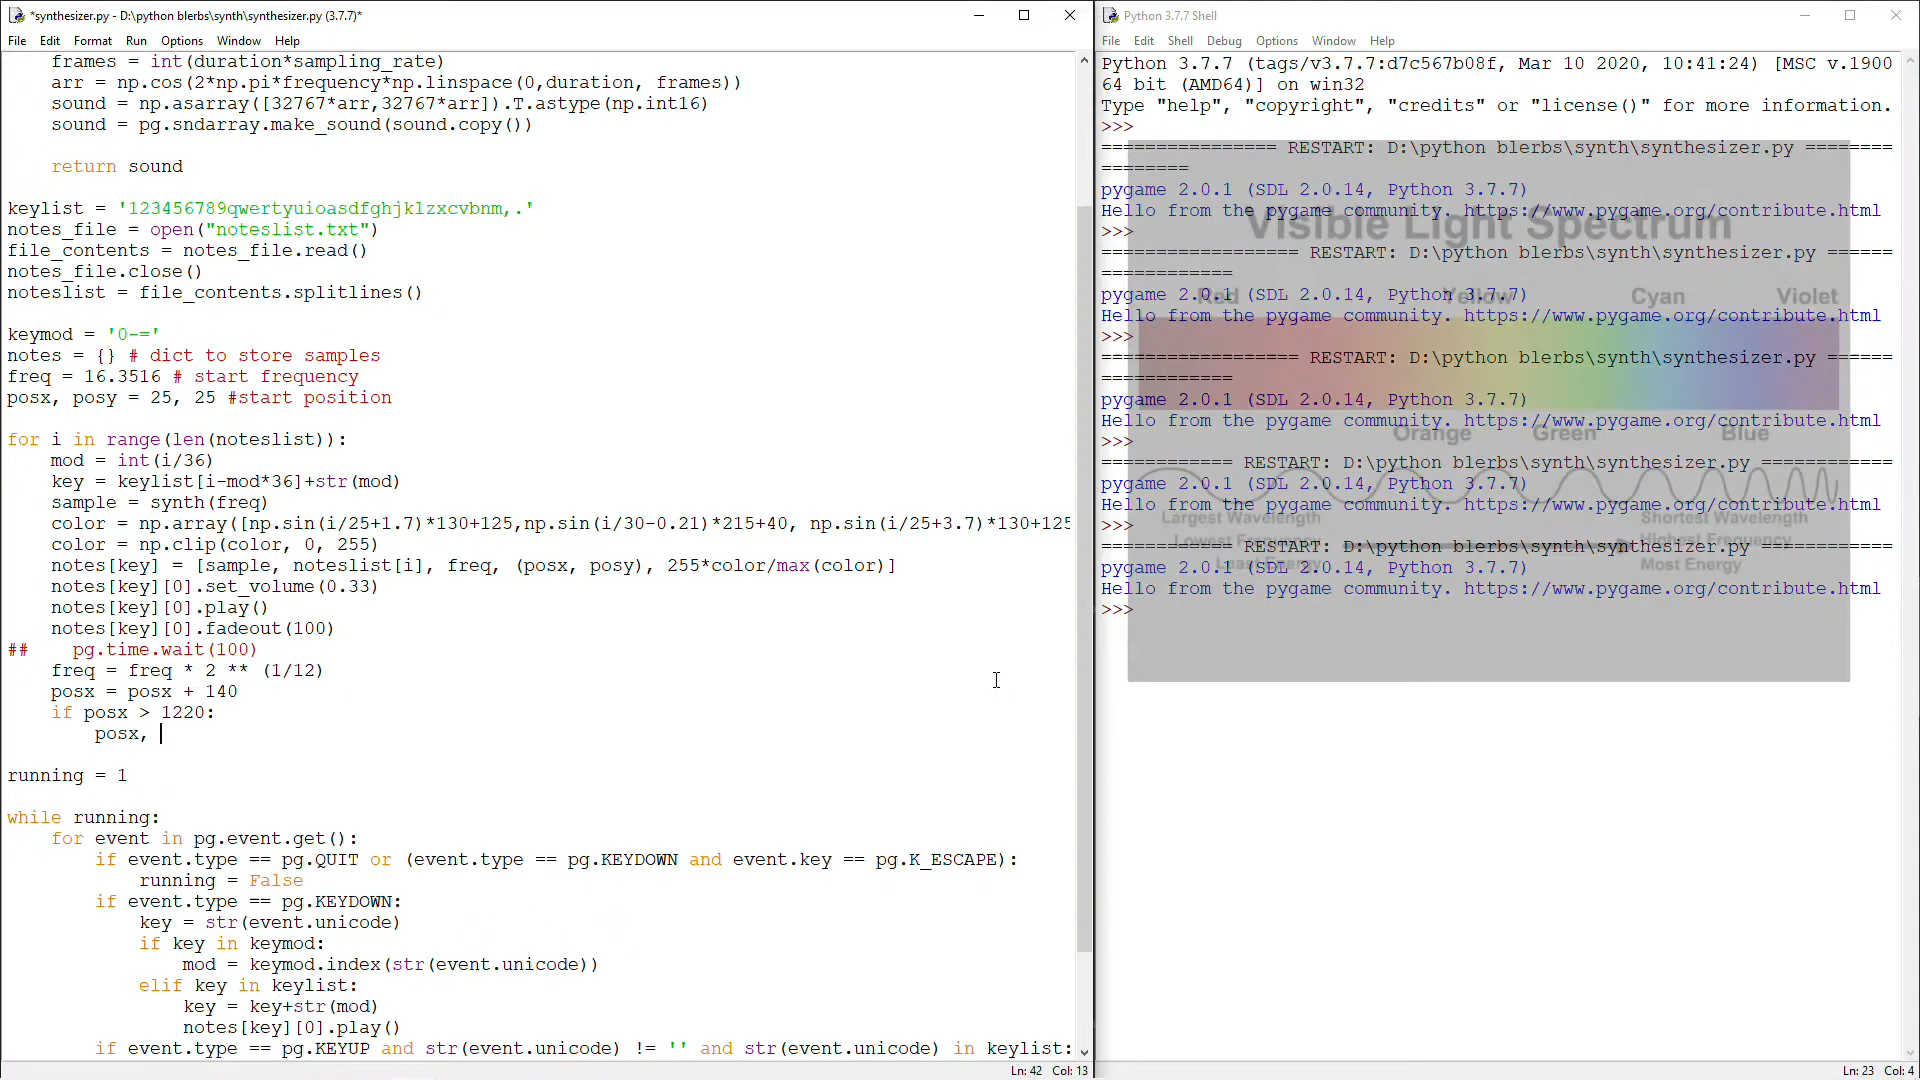 *synthesizer.py - D:\python blerbs\synth\synthesizer.py (3.7.7)*
File Edit Format Run Options Window Help
    frames = int(duration*sampling_rate)
    arr = np.cos(2*np.pi*frequency*np.linspace(0,duration, frames))
    sound = np.asarray([32767*arr,32767*arr]).T.astype(np.int16)
    sound = pg.sndarray.make_sound(sound.copy())
    return sound
keylist = '123456789qwertyuioasdfghjklzxcvbnm,.'
notes_file = open("noteslist.txt")
file_contents = notes_file.read()
notes_file.close()
noteslist = file_contents.splitlines()
keymod = '0-='
notes = {} # dict to store samples
freq = 16.3516 # start frequency
posx, posy = 25, 25 #start position
for i in range(len(noteslist)):
    mod = int(i/36)
    key = keylist[i-mod*36]+str(mod)
    sample = synth(freq)
    color = np.array([np.sin(i/25+1.7)*130+125,np.sin(i/30-0.21)*215+40, np.sin(i/25+3.7)*130+125
    color = np.clip(color, 0, 255)
    notes[key] = [sample, noteslist[i], freq, (posx, posy), 255*color/max(color)]
    notes[key][0].set_volume(0.33)
    notes[key][0].play()
    notes[key][0].fadeout(100)
##    pg.time.wait(100)
    freq = freq * 2 ** (1/12)
    posx = posx + 140
    if posx > 1220:
        posx,
running = 1
while running:
    for event in pg.event.get():
        if event.type == pg.QUIT or (event.type == pg.KEYDOWN and event.key == pg.K_ESCAPE):
            running = False
        if event.type == pg.KEYDOWN:
            key = str(event.unicode)
            if key in keymod:
                mod = keymod.index(str(event.unicode))
            elif key in keylist:
                key = key+str(mod)
                notes[key][0].play()
        if event.type == pg.KEYUP and str(event.unicode) != '' and str(event.unicode) in keylist:
Ln: 42 Col: 13
Python 3.7.7 Shell
File Edit Shell Debug Options Window Help
Python 3.7.7 (tags/v3.7.7:d7c567b08f, Mar 10 2020, 10:41:24) [MSC v.1900
64 bit (AMD64)] on win32
Type "help", "copyright", "credits" or "license()" for more information.
>>>
================ RESTART: D:\python blerbs\synth\synthesizer.py ========
========
pygame 2.0.1 (SDL 2.0.14, Python 3.7.7)
Hello from the pygame community. https://www.pygame.org/contribute.html
Visible Light Spectrum
>>>
================== RESTART: D:\python blerbs\synth\synthesizer.py ======
============
pygame 2.0.1 (SDL 2.0.14, Python 3.7.7)
Red Yellow Cyan Violet
Hello from the pygame community. https://www.pygame.org/contribute.html
>>>
================== RESTART: D:\python blerbs\synth\synthesizer.py ======
============
pygame 2.0.1 (SDL 2.0.14, Python 3.7.7)
Hello from the pygame community. https://www.pygame.org/contribute.html
Orange Green Blue
>>>
============ RESTART: D:\python blerbs\synth\synthesizer.py ============
pygame 2.0.1 (SDL 2.0.14, Python 3.7.7)
Hello from the pygame community. https://www.pygame.org/contribute.html
Largest Wavelength Shortest Wavelength
>>>
Lowest Frequency Highest Frequency
============ RESTART: D:\python blerbs\synth\synthesizer.py ============
Least Energy Most Energy
pygame 2.0.1 (SDL 2.0.14, Python 3.7.7)
Hello from the pygame community. https://www.pygame.org/contribute.html
>>>
Ln: 23 Col: 4